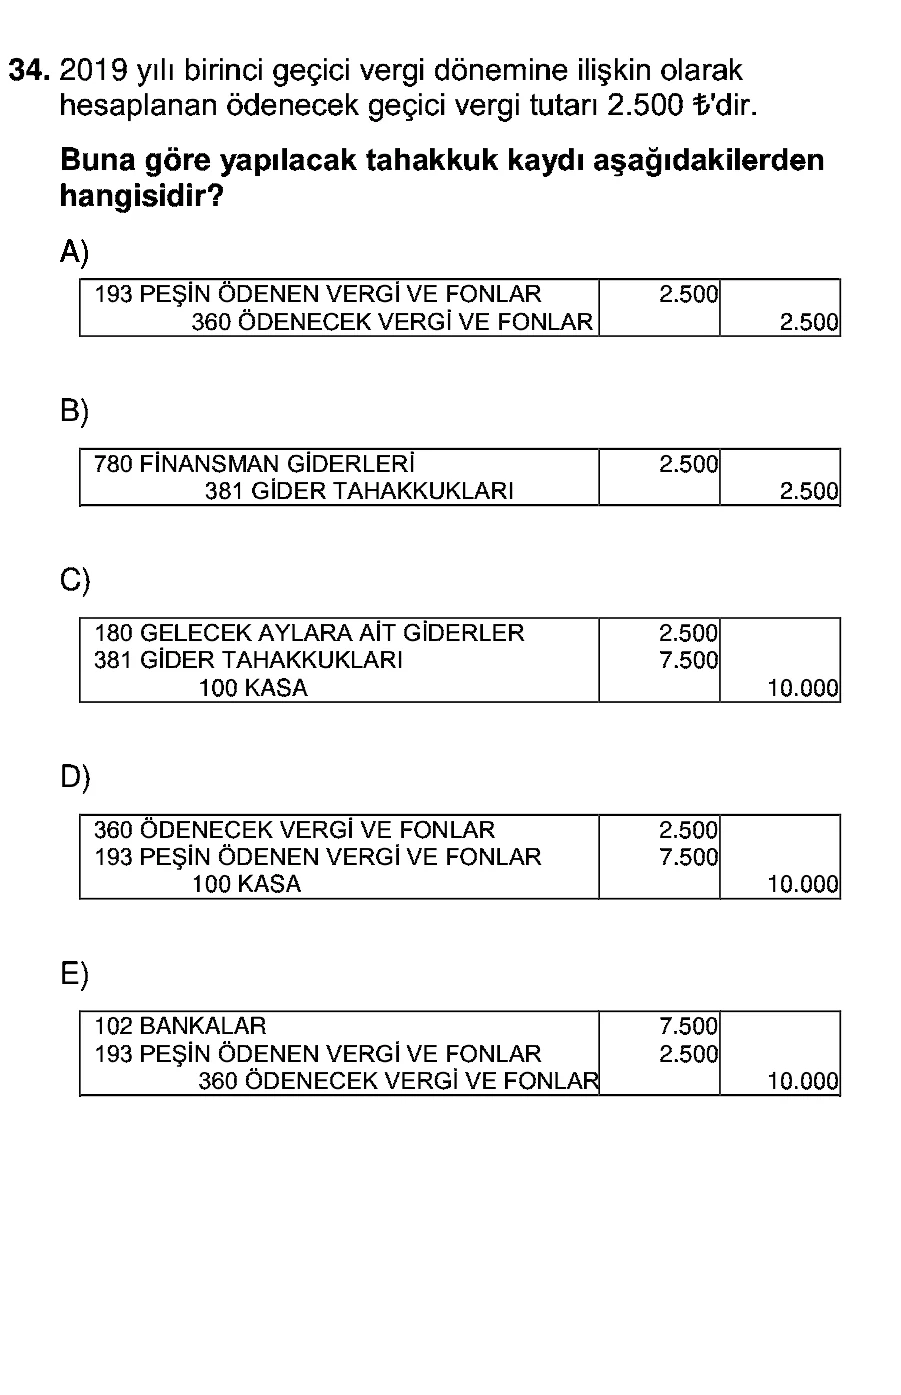 34. 2019 yılı birinci geçici vergi dönemine ilişkin olarak
hesaplanan ödenecek geçici vergi tutarı 2.500 ₺'dir.
Buna göre yapılacak tahakkuk kaydı aşağıdakilerden
hangisidir?
A)
193 PEŞİN ÖDENEN VERGİ VE FONLAR 2.500
360 ÖDENECEK VERGİ VE FONLAR 2.500
B)
780 FİNANSMAN GİDERLERİ 2.500
381 GİDER TAHAKKUKLARI 2.500
C)
180 GELECEK AYLARA AİT GİDERLER 2.500
381 GİDER TAHAKKUKLARI 7.500
100 KASA 10.000
D)
360 ÖDENECEK VERGİ VE FONLAR 2.500
193 PEŞİN ÖDENEN VERGİ VE FONLAR 7.500
100 KASA 10.000
E)
102 BANKALAR 7.500
193 PEŞİN ÖDENEN VERGİ VE FONLAR 2.500
360 ÖDENECEK VERGİ VE FONLAR 10.000